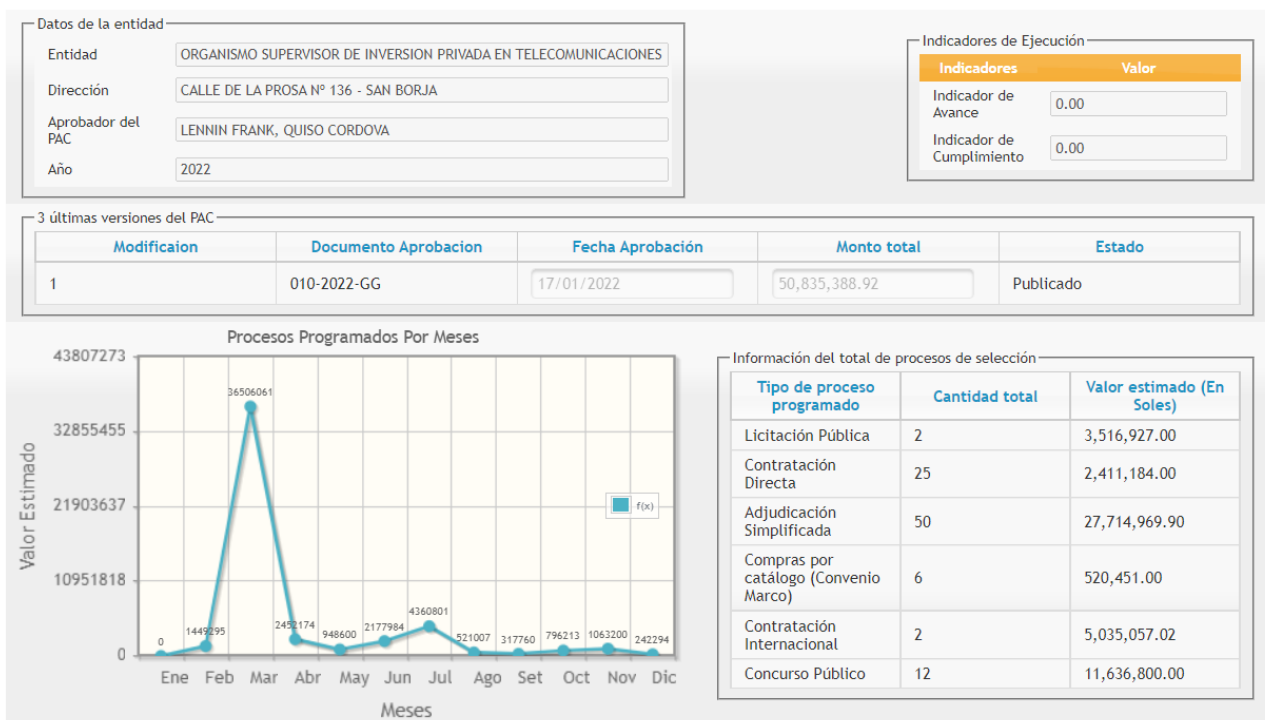 Datos de la entidad
Entidad ORGANISMO SUPERVISOR DE INVERSION PRIVADA EN TELECOMUNICACIONES
Dirección CALLE DE LA PROSA Nº 136 - SAN BORJA
Aprobador del PAC LENNIN FRANK, QUISO CORDOVA
Año 2022
Indicadores de Ejecución
Indicadores Valor
Indicador de Avance 0.00
Indicador de Cumplimiento 0.00
3 últimas versiones del PAC
Modificaion Documento Aprobacion Fecha Aprobación Monto total Estado
1 010-2022-GG 17/01/2022 50,835,388.92 Publicado
Procesos Programados Por Meses
Valor Estimado
43807273
32855455
21903637
10951818
0
0 1449295 36506061 2452174 948600 2177984 4360801 521007 317760 796213 1063200 242294
f(x)
Ene Feb Mar Abr May Jun Jul Ago Set Oct Nov Dic
Meses
Información del total de procesos de selección
Tipo de proceso programado Cantidad total Valor estimado (En Soles)
Licitación Pública 2 3,516,927.00
Contratación Directa 25 2,411,184.00
Adjudicación Simplificada 50 27,714,969.90
Compras por catálogo (Convenio Marco) 6 520,451.00
Contratación Internacional 2 5,035,057.02
Concurso Público 12 11,636,800.00